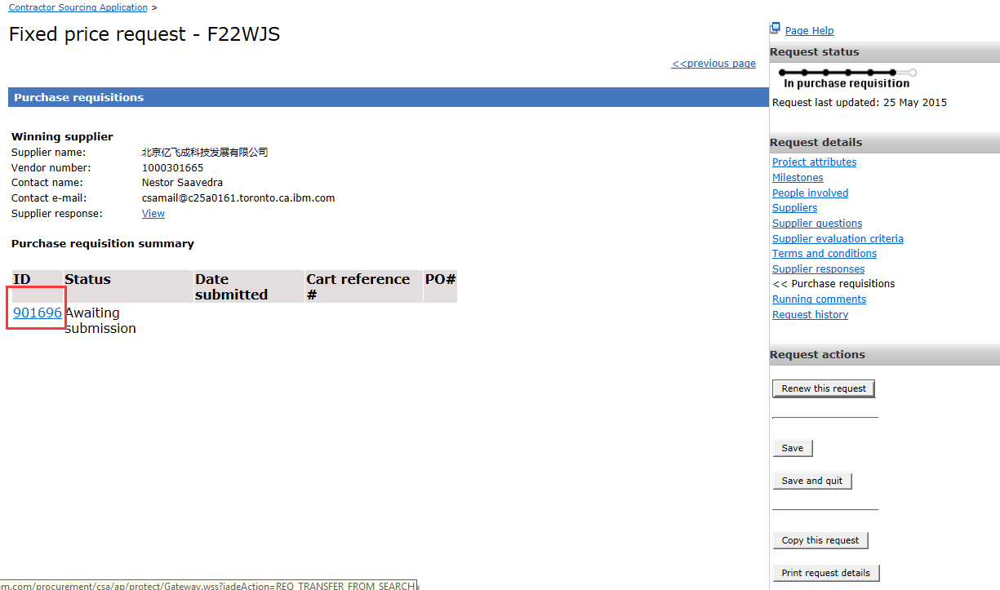 Contractor Sourcing Application >
Fixed price request - F22WJS
<<previous page
Purchase requisitions
Winning supplier
Supplier name: 北京亿飞成科技发展有限公司
Vendor number: 1000301665
Contact name: Nestor Saavedra
Contact e-mail: csamail@c25a0161.toronto.ca.ibm.com
Supplier response: View
Purchase requisition summary
ID Status Date submitted Cart reference # PO#
901696 Awaiting submission
Page Help
Request status
In purchase requisition
Request last updated: 25 May 2015
Request details
Project attributes
Milestones
People involved
Suppliers
Supplier questions
Supplier evaluation criteria
Terms and conditions
Supplier responses
<< Purchase requisitions
Running comments
Request history
Request actions
Renew this request
Save
Save and quit
Copy this request
Print request details
om.com/procurement/csa/ap/protect/Gateway.wss?jadeAction=REQ_TRANSFER_FROM_SEARCH